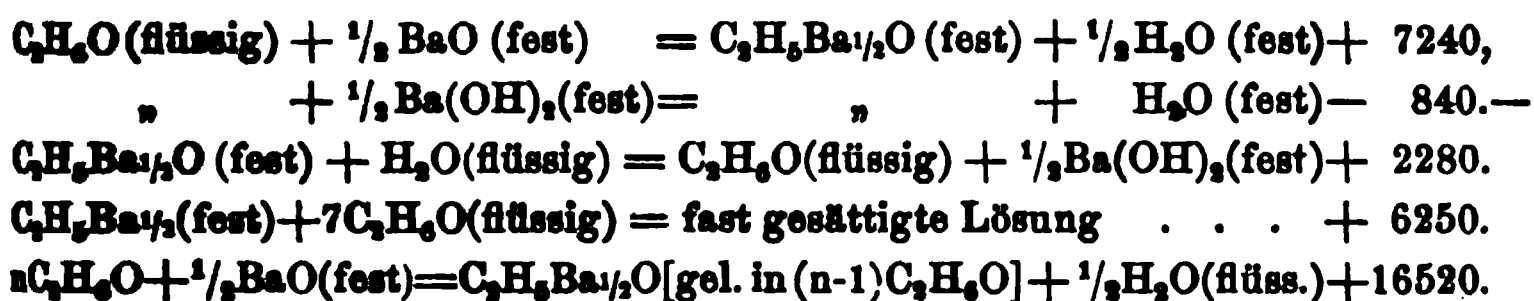 C₂H₆O (flüssig) + ¹/₂ BaO (fest) = C₂H₅Ba₁/₂O (fest) + ¹/₂ H₂O (fest) + 7240,
„ + ¹/₂ Ba(OH)₂ (fest) = „ + H₂O (fest) — 840.—
C₂H₅Ba₁/₂O (fest) + H₂O (flüssig) = C₂H₆O (flüssig) + ¹/₂ Ba(OH)₂ (fest) + 2280.
C₂H₅Ba₁/₂ (fest) + 7C₂H₆O (flüssig) = fast gesättigte Lösung . . . + 6250.
nC₂H₆O + ¹/₂ BaO (fest) = C₂H₅Ba₁/₂O [gel. in (n-1) C₂H₆O] + ¹/₂ H₂O (flüss.) + 16520.